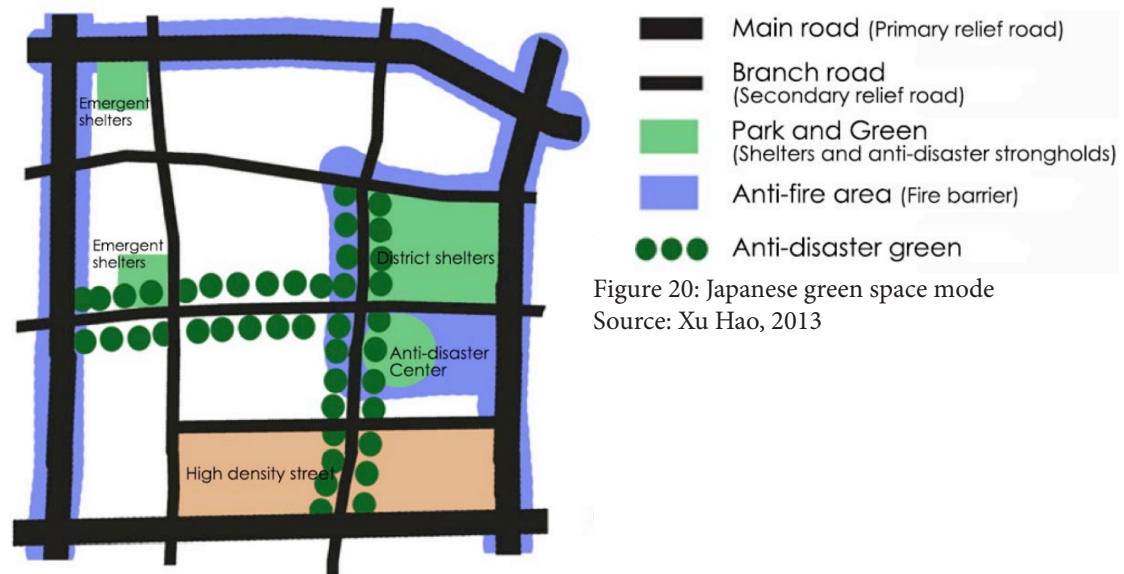 Emergent
shelters
Emergent
shelters
District shelters
Anti-disaster
Center
High density street
Main road (Primary relief road)
Branch road
(Secondary relief road)
Park and Green
(Shelters and anti-disaster strongholds)
Anti-fire area (Fire barrier)
Anti-disaster green
Figure 20: Japanese green space mode
Source: Xu Hao, 2013